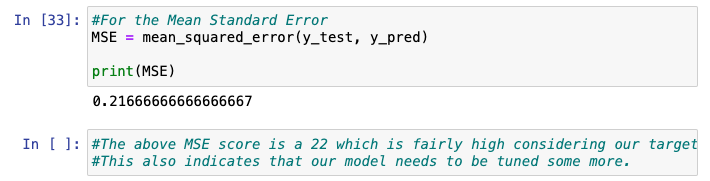 In [33]: #For the Mean Standard Error
MSE = mean_squared_error(y_test, y_pred)
print(MSE)
0.21666666666666667
In [ ]: #The above MSE score is a 22 which is fairly high considering our target
#This also indicates that our model needs to be tuned some more.